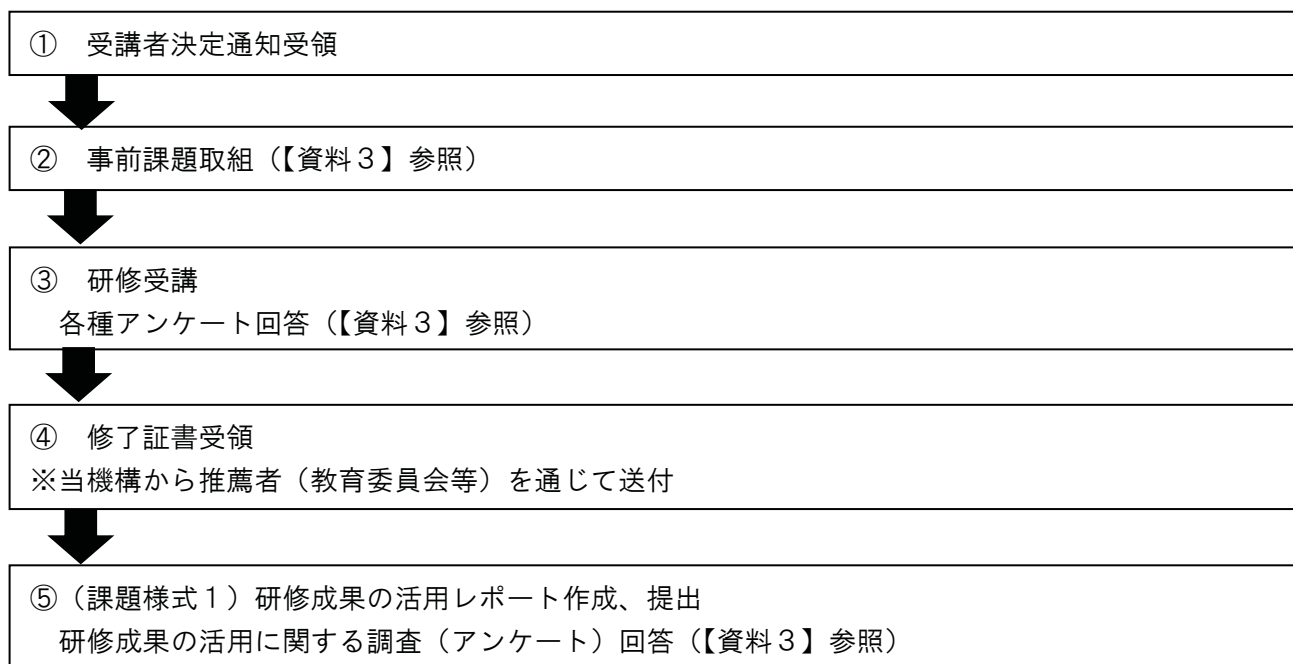 ①　受講者決定通知受領
②　事前課題取組（【資料３】参照）
③　研修受講
各種アンケート回答（【資料３】参照）
④　修了証書受領
※当機構から推薦者（教育委員会等）を通じて送付
⑤（課題様式１）研修成果の活用レポート作成、提出
研修成果の活用に関する調査（アンケート）回答（【資料３】参照）